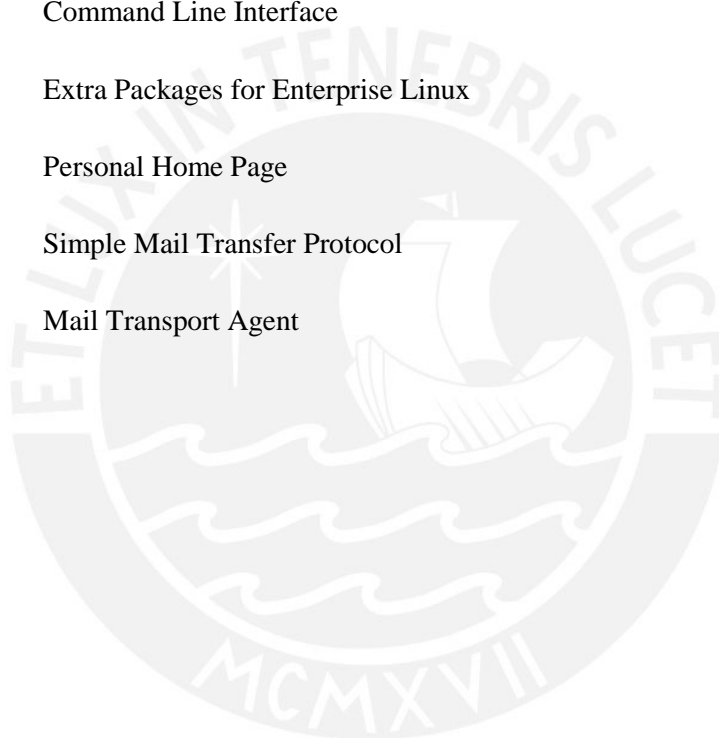 Command Line Interface
Extra Packages for Enterprise Linux
Personal Home Page
Simple Mail Transfer Protocol
Mail Transport Agent
ET LUX IN TENEBRIS LUCET
MCMXVII